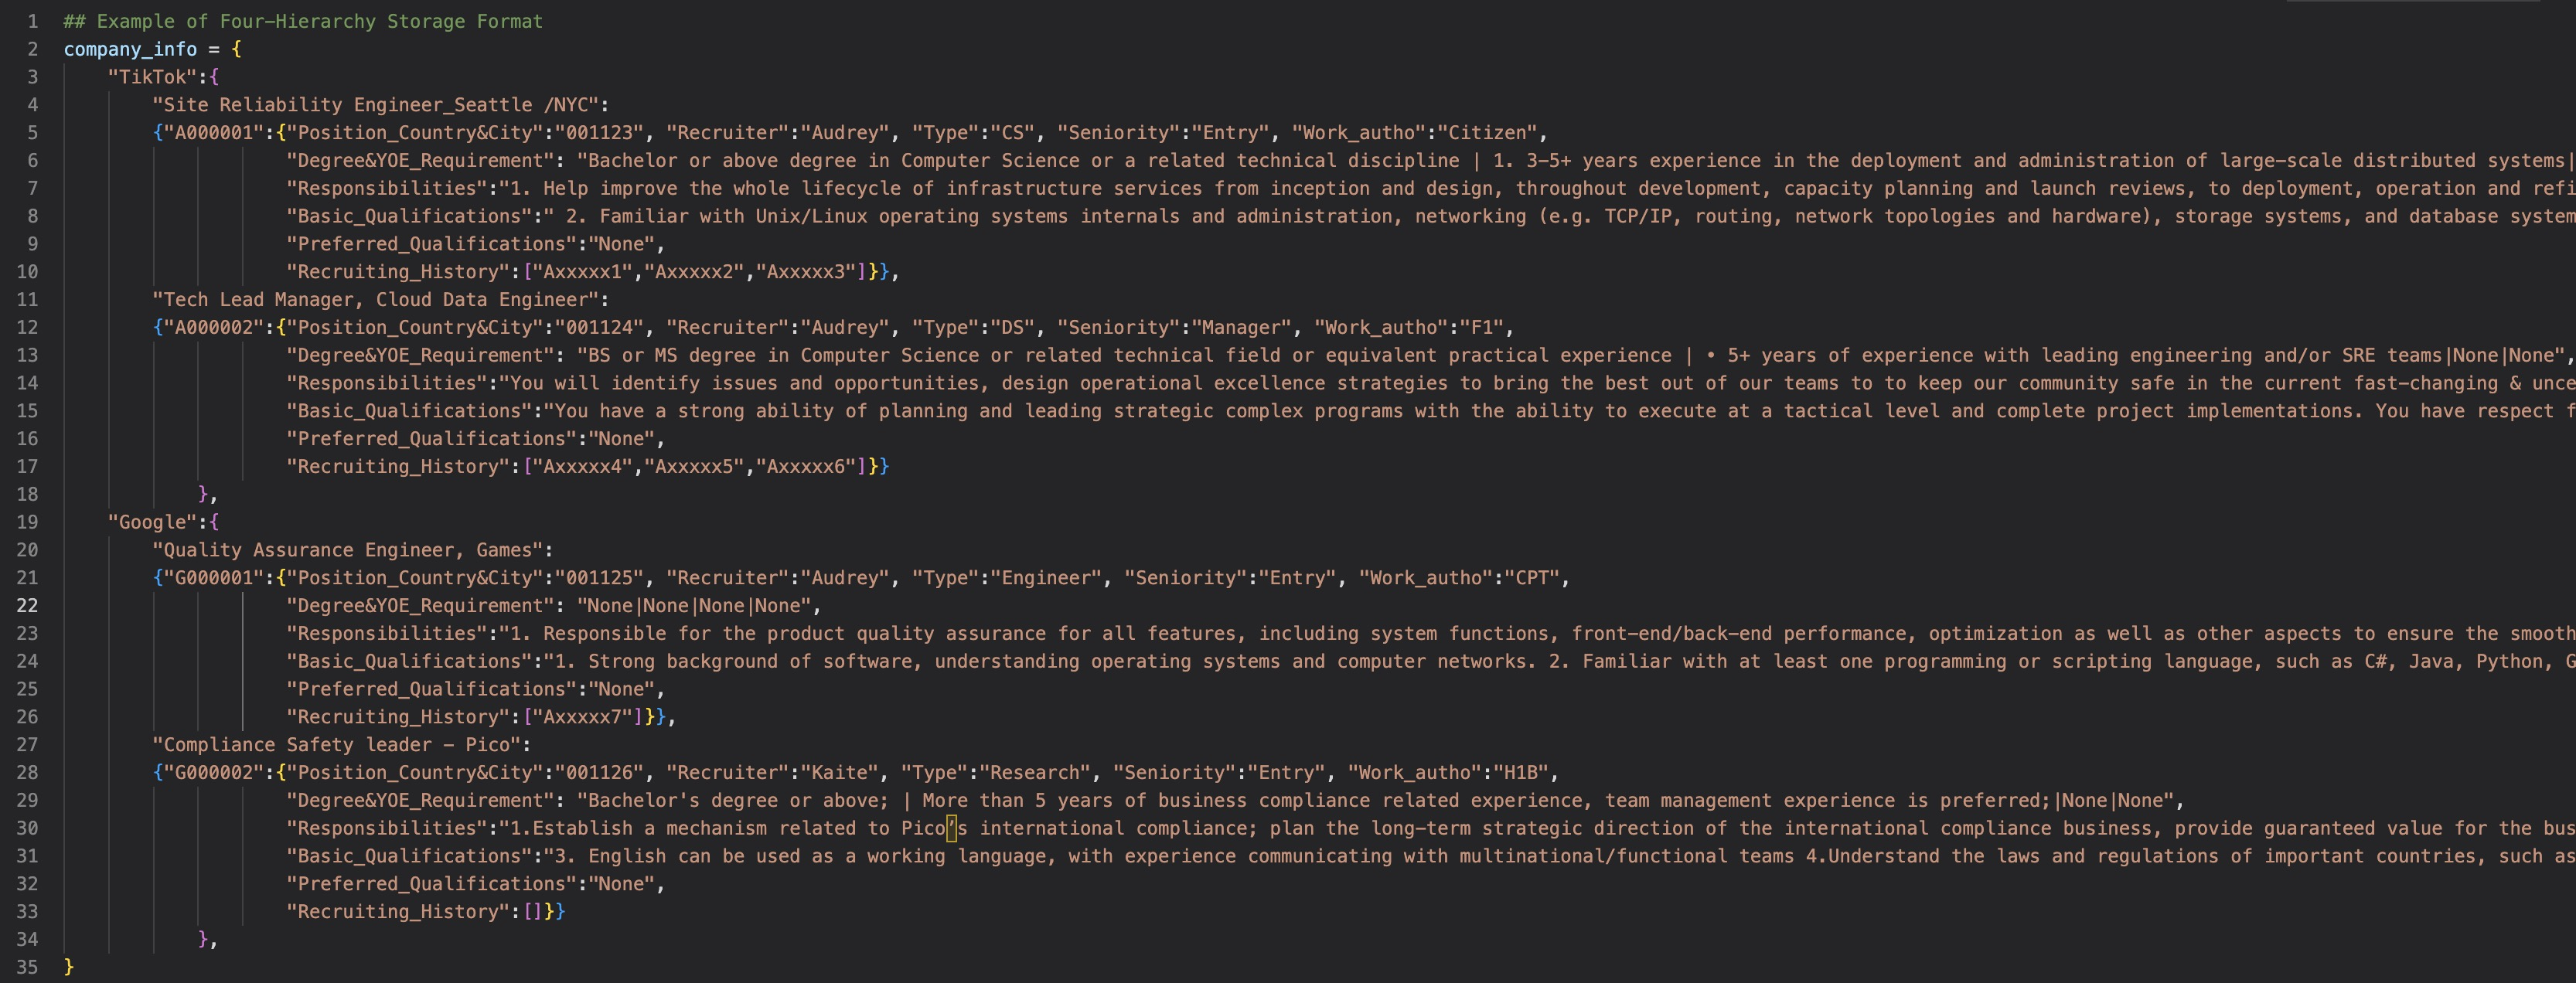 1 ## Example of Four-Hierarchy Storage Format
2 company_info = {
3 "TikTok":{
4 "Site Reliability Engineer_Seattle /NYC":
5 {"A000001":{"Position_Country&City":"001123", "Recruiter":"Audrey", "Type":"CS", "Seniority":"Entry", "Work_autho":"Citizen",
6 "Degree&YOE_Requirement": "Bachelor or above degree in Computer Science or a related technical discipline | 1. 3-5+ years experience in the deployment and administration of large-scale distributed systems|
7 "Responsibilities":"1. Help improve the whole lifecycle of infrastructure services from inception and design, throughout development, capacity planning and launch reviews, to deployment, operation and refi
8 "Basic_Qualifications":" 2. Familiar with Unix/Linux operating systems internals and administration, networking (e.g. TCP/IP, routing, network topologies and hardware), storage systems, and database system
9 "Preferred_Qualifications":"None",
10 "Recruiting_History":["Axxxxx1","Axxxxx2","Axxxxx3"]}},
11 "Tech Lead Manager, Cloud Data Engineer":
12 {"A000002":{"Position_Country&City":"001124", "Recruiter":"Audrey", "Type":"DS", "Seniority":"Manager", "Work_autho":"F1",
13 "Degree&YOE_Requirement": "BS or MS degree in Computer Science or related technical field or equivalent practical experience | • 5+ years of experience with leading engineering and/or SRE teams|None|None",
14 "Responsibilities":"You will identify issues and opportunities, design operational excellence strategies to bring the best out of our teams to to keep our community safe in the current fast-changing & unce
15 "Basic_Qualifications":"You have a strong ability of planning and leading strategic complex programs with the ability to execute at a tactical level and complete project implementations. You have respect f
16 "Preferred_Qualifications":"None",
17 "Recruiting_History":["Axxxxx4","Axxxxx5","Axxxxx6"]}}
18 },
19 "Google":{
20 "Quality Assurance Engineer, Games":
21 {"G000001":{"Position_Country&City":"001125", "Recruiter":"Audrey", "Type":"Engineer", "Seniority":"Entry", "Work_autho":"CPT",
22 "Degree&YOE_Requirement": "None|None|None|None",
23 "Responsibilities":"1. Responsible for the product quality assurance for all features, including system functions, front-end/back-end performance, optimization as well as other aspects to ensure the smooth
24 "Basic_Qualifications":"1. Strong background of software, understanding operating systems and computer networks. 2. Familiar with at least one programming or scripting language, such as C#, Java, Python, G
25 "Preferred_Qualifications":"None",
26 "Recruiting_History":["Axxxxx7"]}},
27 "Compliance Safety leader - Pico":
28 {"G000002":{"Position_Country&City":"001126", "Recruiter":"Kaite", "Type":"Research", "Seniority":"Entry", "Work_autho":"H1B",
29 "Degree&YOE_Requirement": "Bachelor's degree or above; | More than 5 years of business compliance related experience, team management experience is preferred;|None|None",
30 "Responsibilities":"1.Establish a mechanism related to Pico’s international compliance; plan the long-term strategic direction of the international compliance business, provide guaranteed value for the bus
31 "Basic_Qualifications":"3. English can be used as a working language, with experience communicating with multinational/functional teams 4.Understand the laws and regulations of important countries, such as
32 "Preferred_Qualifications":"None",
33 "Recruiting_History":[]}}
34 },
35 }